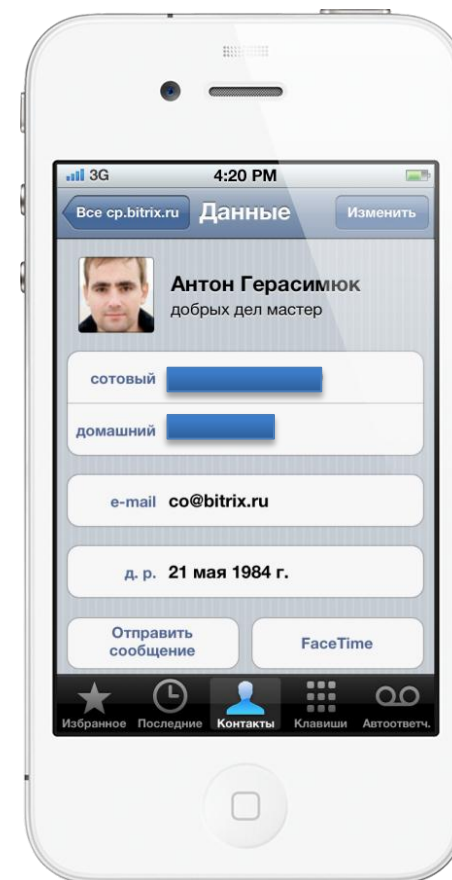 3G 4:20 PM
Все cp.bitrix.ru Данные Изменить
Антон Герасимюк
добрых дел мастер
сотовый
домашний
e-mail co@bitrix.ru
д. р. 21 мая 1984 г.
Отправить
сообщение
FaceTime
Избранное Последние Контакты Клавиши Автоответч.